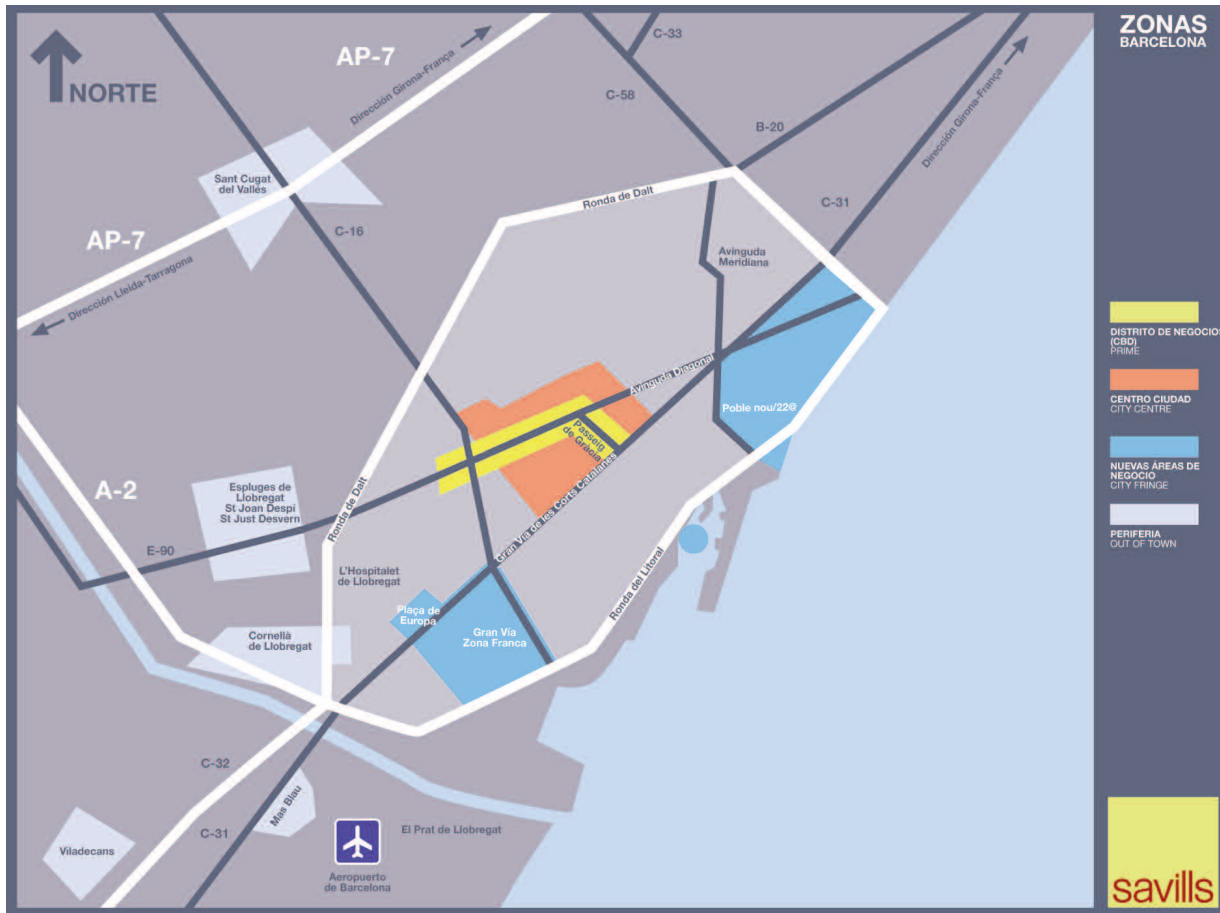 ZONAS
BARCELONA
NORTE
AP-7
Dirección Girona-França
C-33
C-58
B-20
Dirección Girona-França
Sant Cugat
del Vallés
C-16
Ronda de Dalt
C-31
AP-7
Dirección Lleida-Tarragona
Avinguda
Meridiana
DISTRITO DE NEGOCIOS
(CBD)
PRIME
Avinguda Diagonal
CENTRO CIUDAD
CITY CENTRE
Poble nou/22@
Passeig
de Gràcia
NUEVAS ÁREAS DE
NEGOCIO
CITY FRINGE
A-2
Espluges de
Llobregat
St Joan Despí
St Just Desvern
Ronda de Dalt
Gran Vía de les Corts Catalanes
PERIFERIA
OUT OF TOWN
E-90
L'Hospitalet
de Llobregat
Ronda del Litoral
Plaça de
Europa
Gran Vía
Zona Franca
Cornellà
de Llobregat
C-32
Mas Blau
C-31
El Prat de Llobregat
Viladecans
Aeropuerto
de Barcelona
savills